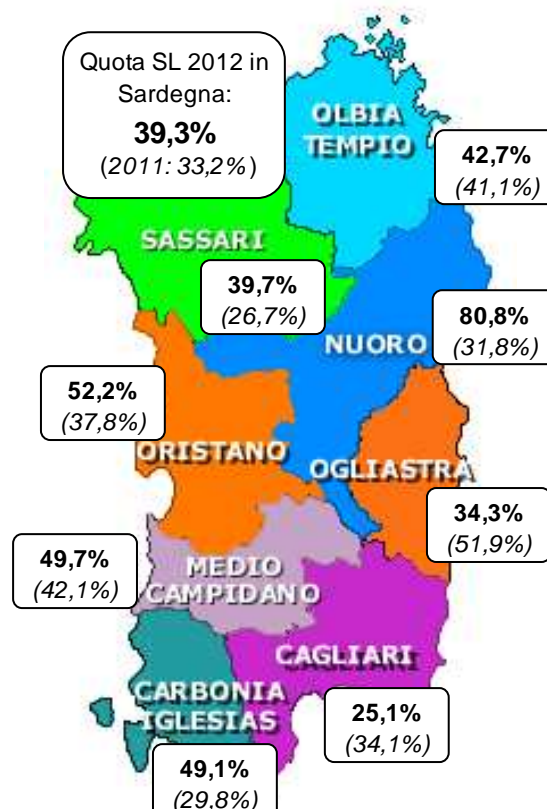 Quota SL 2012 in
Sardegna:
39,3%
(2011: 33,2%)
OLBIA
TEMPIO
42,7%
(41,1%)
SASSARI
39,7%
(26,7%)
NUORO
80,8%
(31,8%)
52,2%
(37,8%)
ORISTANO
OGLIASTRA
34,3%
(51,9%)
49,7%
(42,1%)
MEDIO
CAMPIDANO
CAGLIARI
25,1%
(34,1%)
CARBONIA
IGLESIAS
49,1%
(29,8%)